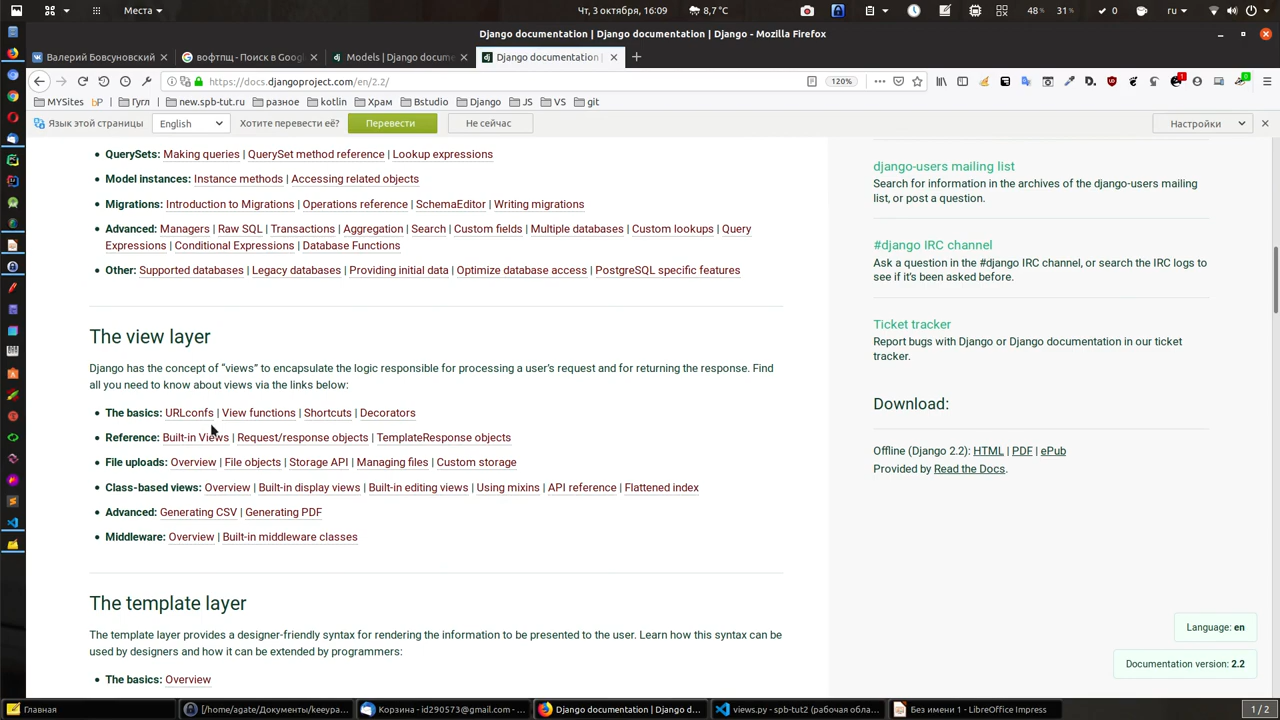 Места
Чт, 3 октября, 16:09
8,7 °C
48 %
31 %
ru
Django documentation | Django documentation | Django - Mozilla Firefox
Валерий Бовсуновский
вофтпщ - Поиск в Goog
Models | Django docume
Django documentation |
https://docs.djangoproject.com/en/2.2/
120%
MYSites
Гугл
new.spb-tut.ru
разное
kotlin
Храм
Bstudio
Django
JS
VS
git
Язык этой страницы
English
Хотите перевести её?
Перевести
Не сейчас
Настройки
• QuerySets: Making queries | QuerySet method reference | Lookup expressions
• Model instances: Instance methods | Accessing related objects
• Migrations: Introduction to Migrations | Operations reference | SchemaEditor | Writing migrations
• Advanced: Managers | Raw SQL | Transactions | Aggregation | Search | Custom fields | Multiple databases | Custom lookups | Query
Expressions | Conditional Expressions | Database Functions
• Other: Supported databases | Legacy databases | Providing initial data | Optimize database access | PostgreSQL specific features
The view layer
Django has the concept of “views” to encapsulate the logic responsible for processing a user’s request and for returning the response. Find
all you need to know about views via the links below:
• The basics: URLconfs | View functions | Shortcuts | Decorators
• Reference: Built-in Views | Request/response objects | TemplateResponse objects
• File uploads: Overview | File objects | Storage API | Managing files | Custom storage
• Class-based views: Overview | Built-in display views | Built-in editing views | Using mixins | API reference | Flattened index
• Advanced: Generating CSV | Generating PDF
• Middleware: Overview | Built-in middleware classes
The template layer
The template layer provides a designer-friendly syntax for rendering the information to be presented to the user. Learn how this syntax can be
used by designers and how it can be extended by programmers:
• The basics: Overview
django-users mailing list
Search for information in the archives of the django-users mailing
list, or post a question.
#django IRC channel
Ask a question in the #django IRC channel, or search the IRC logs to
see if it’s been asked before.
Ticket tracker
Report bugs with Django or Django documentation in our ticket
tracker.
Download:
Offline (Django 2.2): HTML | PDF | ePub
Provided by Read the Docs.
Language: en
Documentation version: 2.2
Главная
[/home/agate/Документы/keeypa...
Корзина - id290573@gmail.com - ...
Django documentation | Django d...
views.py - spb-tut2 (рабочая обла...
Без имени 1 - LibreOffice Impress
1 / 2